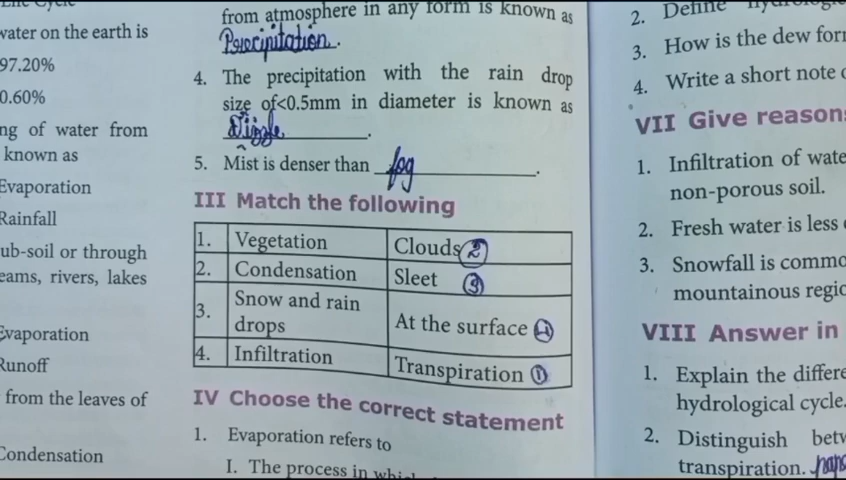 Life Cycle
water on the earth is
97.20%
0.60%
ng of water from
known as
Evaporation
Rainfall
ub-soil or through
eams, rivers, lakes
Evaporation
Runoff
from the leaves of
Condensation
from atmosphere in any form is known as
Precipitation.
4. The precipitation with the rain drop
size of<0.5mm in diameter is known as
Dizzle.
5. Mist is denser than fog.
III Match the following
1. Vegetation Clouds 2
2. Condensation Sleet 3
3. Snow and rain
drops At the surface 4
4. Infiltration Transpiration 1
IV Choose the correct statement
1. Evaporation refers to
I. The process in
2. Define
3. How is the dew for
4. Write a short note
VII Give reason
1. Infiltration of wate
non-porous soil.
2. Fresh water is less
3. Snowfall is commo
mountainous regio
VIII Answer in
1. Explain the differe
hydrological cycle.
2. Distinguish betw
transpiration.